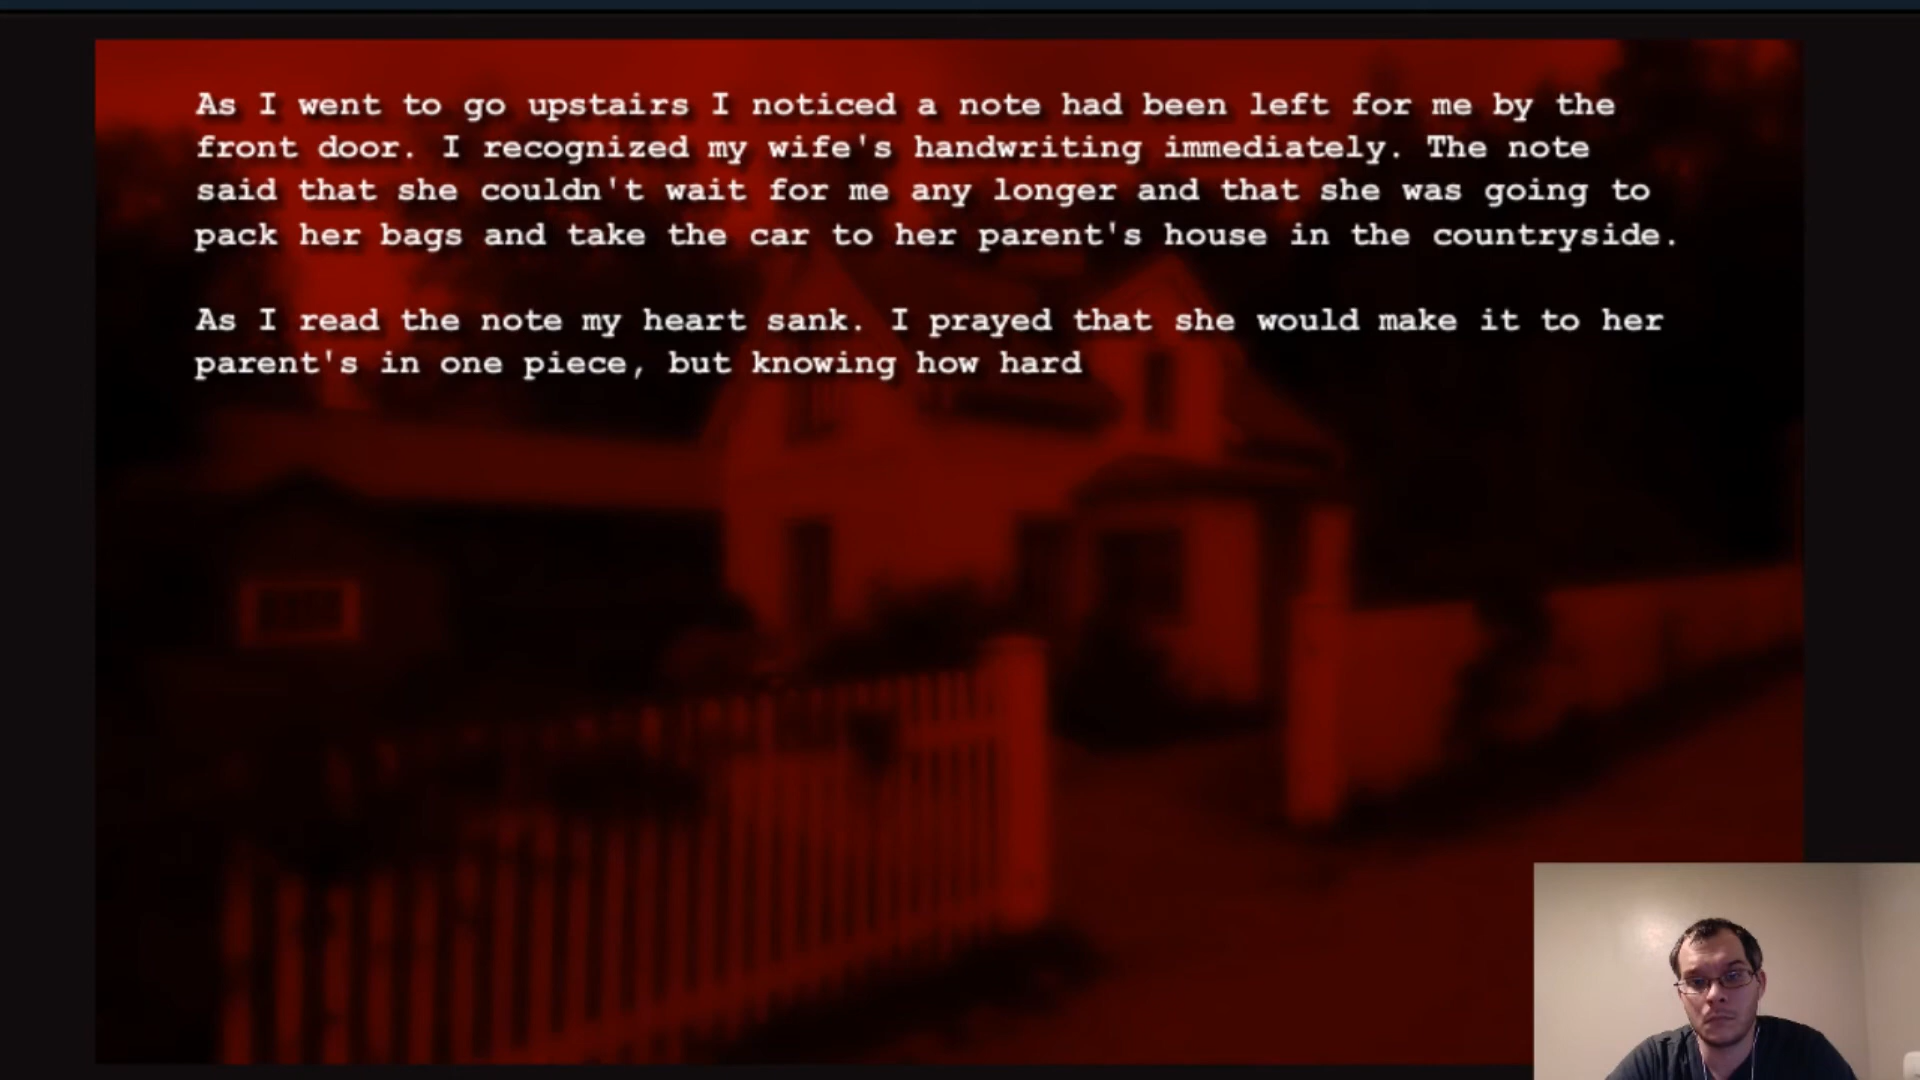 As I went to go upstairs I noticed a note had been left for me by the
front door. I recognized my wife's handwriting immediately. The note
said that she couldn't wait for me any longer and that she was going to
pack her bags and take the car to her parent's house in the countryside.
As I read the note my heart sank. I prayed that she would make it to her
parent's in one piece, but knowing how hard